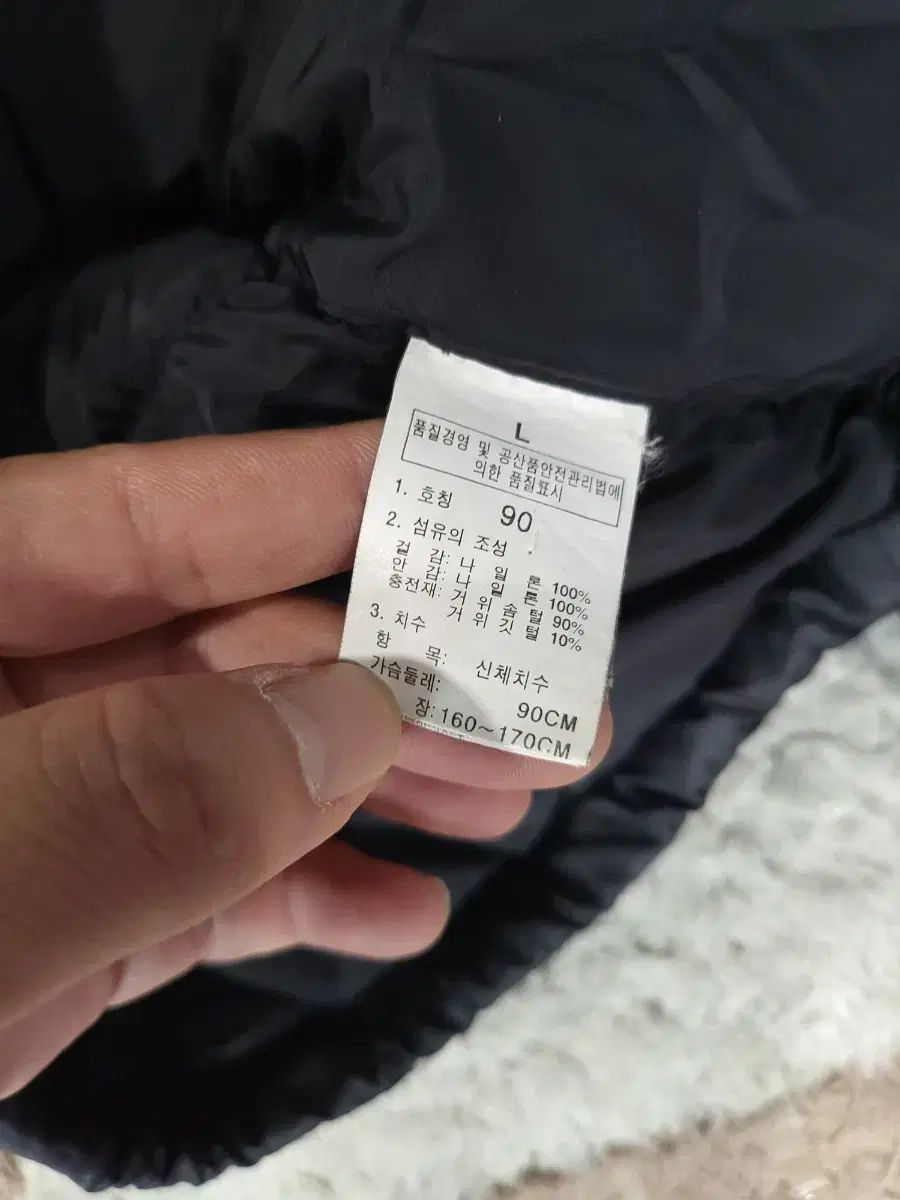 L
품질경영 및 공산품안전관리법에
의한 품질표시
1. 호칭 90
2. 섬유의 조성
겉 감: 나 일 론 100%
안 감: 나 일 론 100%
충전재: 거 위 솜 털 90%
거 위 깃 털 10%
3. 치수
항 목: 신체치수
가슴둘레: 90CM
장: 160~170CM